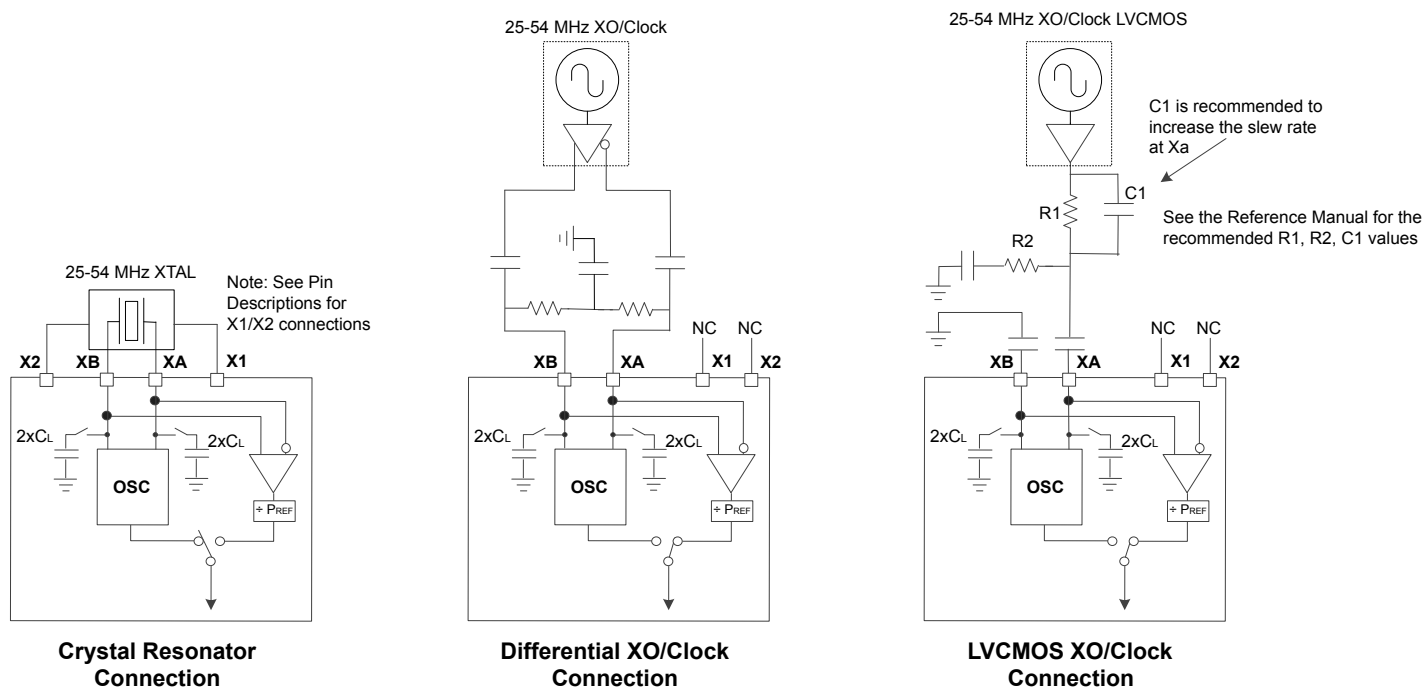 25-54 MHz XTAL
Note: See Pin
Descriptions for
X1/X2 connections
X2 XB XA X1
2xCL 2xCL
OSC
÷ PREF
Crystal Resonator
Connection
25-54 MHz XO/Clock
NC NC
XB XA X1 X2
2xCL 2xCL
OSC
÷ PREF
Differential XO/Clock
Connection
25-54 MHz XO/Clock LVCMOS
C1 is recommended to
increase the slew rate
at Xa
C1
R1
See the Reference Manual for the
recommended R1, R2, C1 values
R2
NC NC
XB XA X1 X2
2xCL 2xCL
OSC
÷ PREF
LVCMOS XO/Clock
Connection